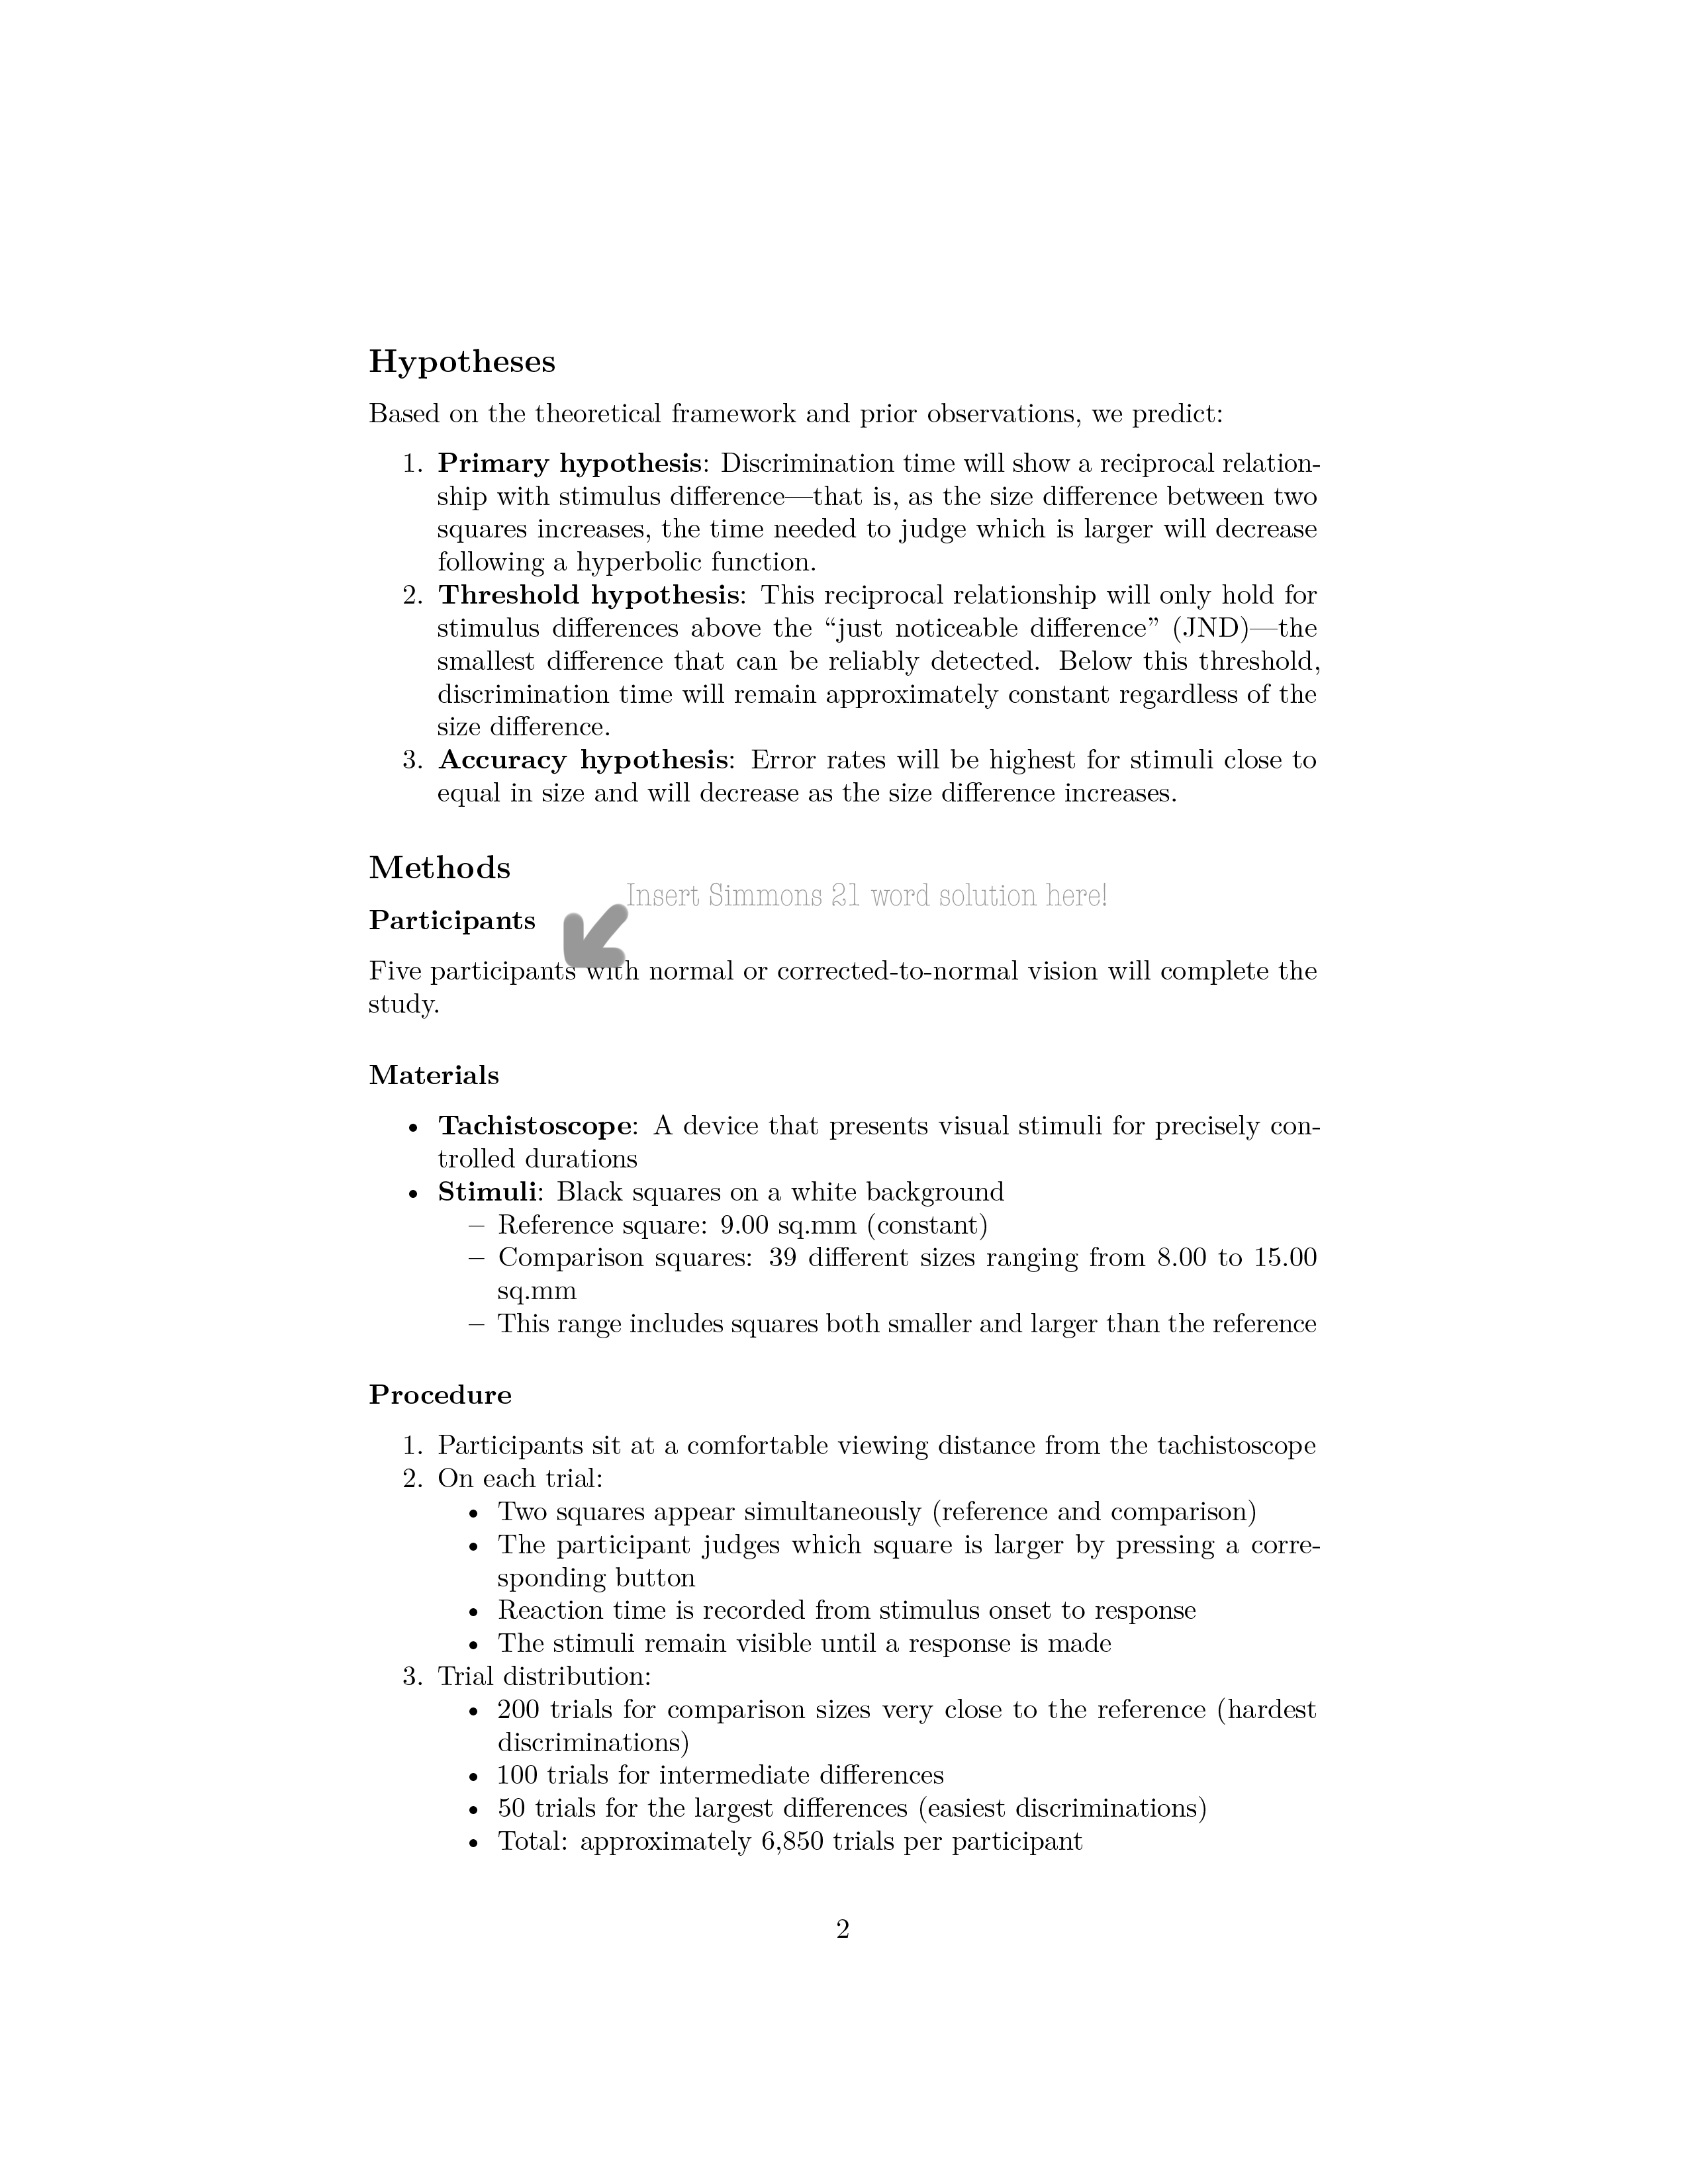 Hypotheses
Based on the theoretical framework and prior observations, we predict:
1. Primary hypothesis: Discrimination time will show a reciprocal relation-
ship with stimulus difference—that is, as the size difference between two
squares increases, the time needed to judge which is larger will decrease
following a hyperbolic function.
2. Threshold hypothesis: This reciprocal relationship will only hold for
stimulus differences above the “just noticeable difference” (JND)—the
smallest difference that can be reliably detected. Below this threshold,
discrimination time will remain approximately constant regardless of the
size difference.
3. Accuracy hypothesis: Error rates will be highest for stimuli close to
equal in size and will decrease as the size difference increases.
Methods
Insert Simmons 21 word solution here!
Participants
Five participants with normal or corrected-to-normal vision will complete the
study.
Materials
• Tachistoscope: A device that presents visual stimuli for precisely con-
trolled durations
• Stimuli: Black squares on a white background
– Reference square: 9.00 sq.mm (constant)
– Comparison squares: 39 different sizes ranging from 8.00 to 15.00
sq.mm
– This range includes squares both smaller and larger than the reference
Procedure
1. Participants sit at a comfortable viewing distance from the tachistoscope
2. On each trial:
• Two squares appear simultaneously (reference and comparison)
• The participant judges which square is larger by pressing a corre-
sponding button
• Reaction time is recorded from stimulus onset to response
• The stimuli remain visible until a response is made
3. Trial distribution:
• 200 trials for comparison sizes very close to the reference (hardest
discriminations)
• 100 trials for intermediate differences
• 50 trials for the largest differences (easiest discriminations)
• Total: approximately 6,850 trials per participant
2